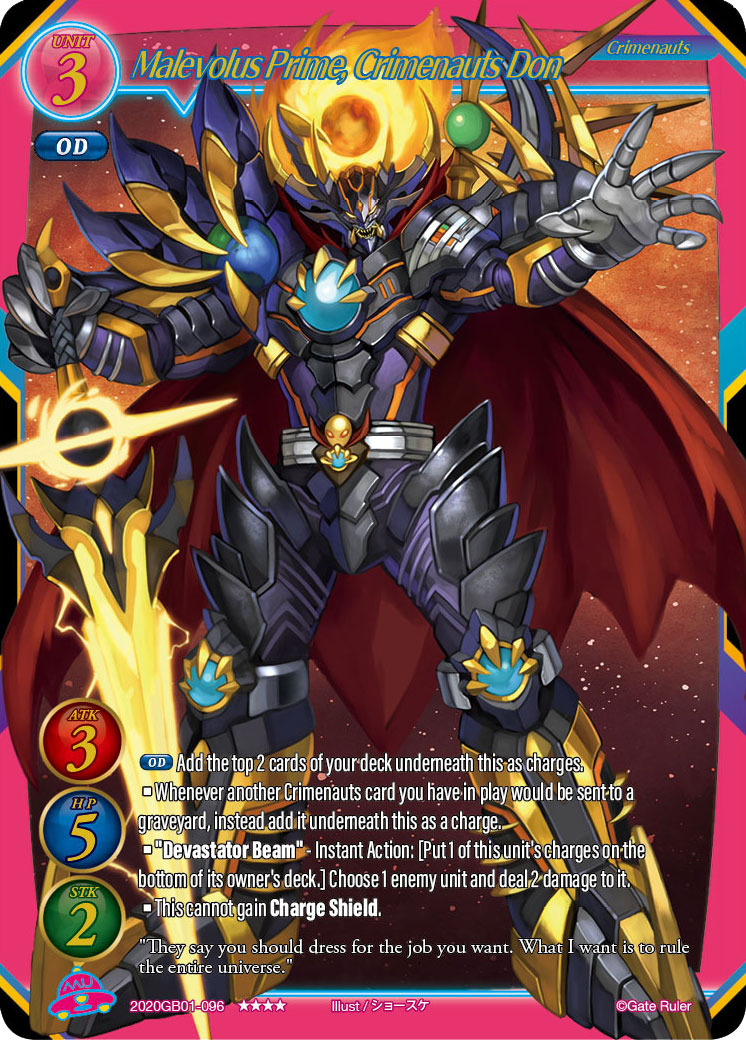 UNIT
3
Malevolus Prime, Crimenauts Don
Crimenauts
OD
ATK
3
HP
5
STK
2
OD Add the top 2 cards of your deck underneath this as charges.
▪ Whenever another Crimenauts card you have in play would be sent to a
graveyard, instead add it underneath this as a charge.
▪ "Devastator Beam" - Instant Action: [Put 1 of this unit's charges on the
bottom of its owner's deck.] Choose 1 enemy unit and deal 2 damage to it.
▪ This cannot gain Charge Shield.
"They say you should dress for the job you want. What I want is to rule
the entire universe."
2020GB01-096 ★★★★ Illust / ショースケ ©Gate Ruler